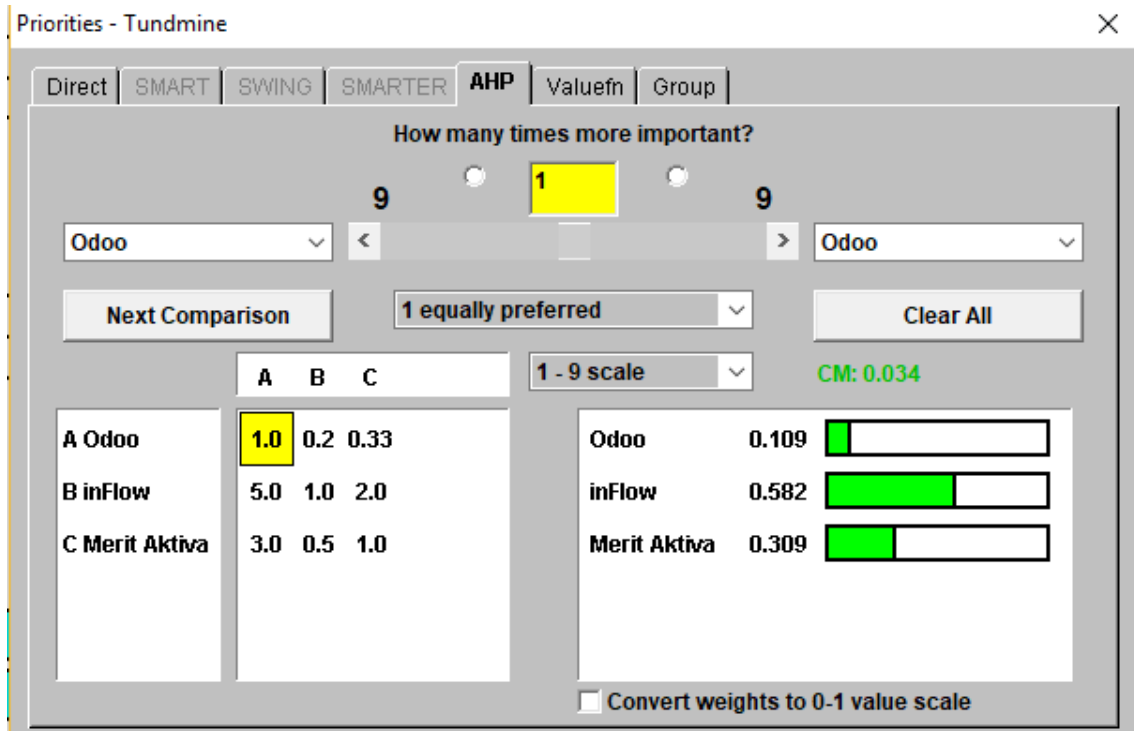 Priorities - Tundmine
Direct SMART SWING SMARTER AHP Valuefn Group
How many times more important?
9 1 9
Odoo < > Odoo
Next Comparison 1 equally preferred Clear All
A B C 1 - 9 scale CM: 0.034
A Odoo 1.0 0.2 0.33 Odoo 0.109
B inFlow 5.0 1.0 2.0 inFlow 0.582
C Merit Aktiva 3.0 0.5 1.0 Merit Aktiva 0.309
Convert weights to 0-1 value scale